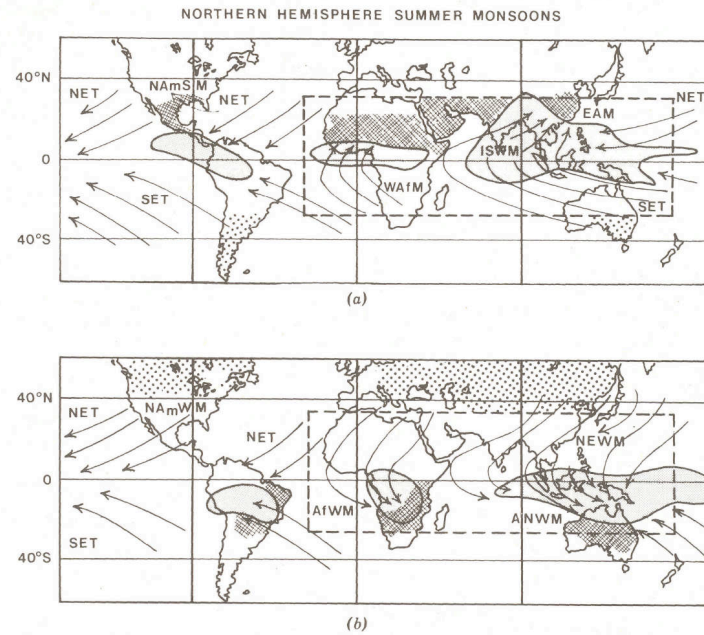 NORTHERN HEMISPHERE SUMMER MONSOONS
40°N
NET
NAmSM
NET
EAM
NET
0
ISWM
WAfM
SET
SET
40°S
(a)
40°N
NET
NAmWM
NET
NEWM
0
AfWM
ANWM
SET
40°S
(b)